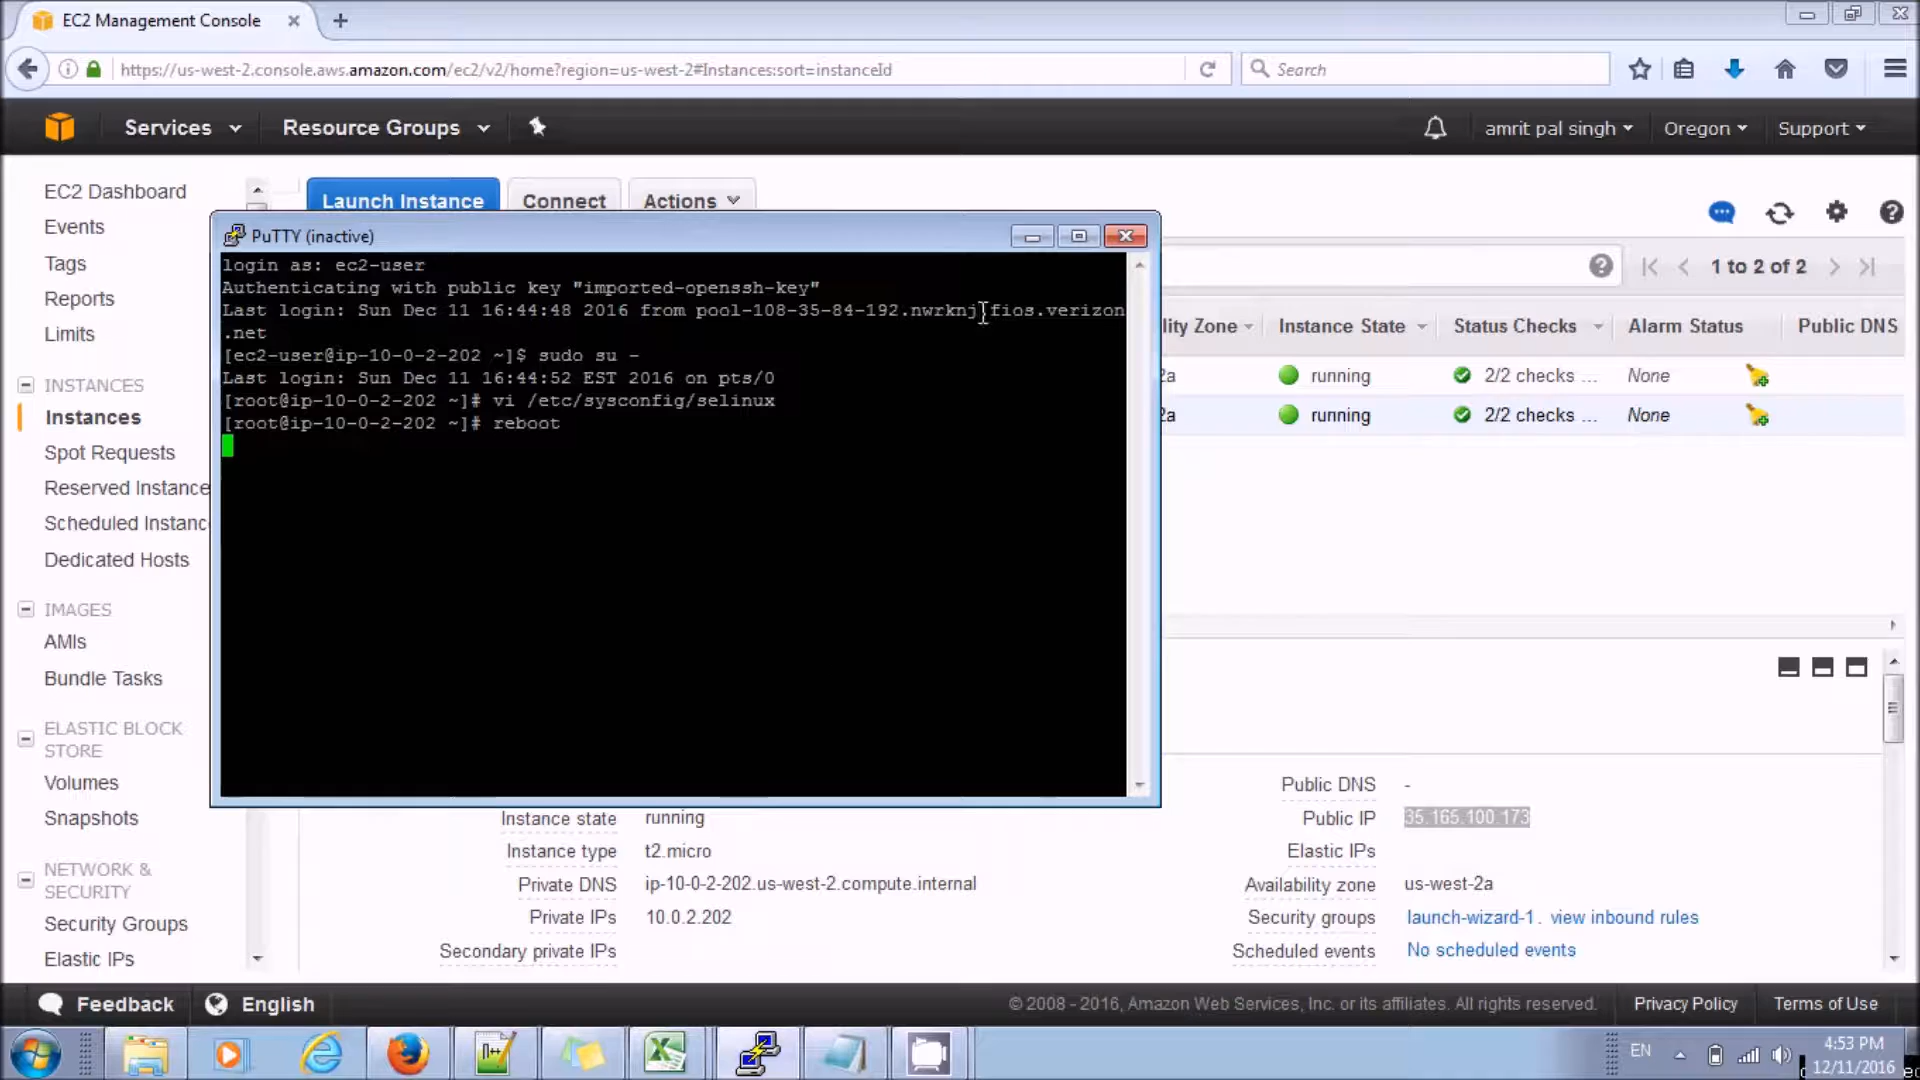 EC2 Management Console
https://us-west-2.console.aws.amazon.com/ec2/v2/home?region=us-west-2#Instances:sort=instanceId
Search
Services
Resource Groups
amrit pal singh
Oregon
Support
EC2 Dashboard
Events
Tags
Reports
Limits
INSTANCES
Instances
Spot Requests
Reserved Instance
Scheduled Instanc
Dedicated Hosts
IMAGES
AMIs
Bundle Tasks
ELASTIC BLOCK
STORE
Volumes
Snapshots
NETWORK &
SECURITY
Security Groups
Elastic IPs
Launch Instance
Connect
Actions
PuTTY (inactive)
login as: ec2-user
Authenticating with public key "imported-openssh-key"
Last login: Sun Dec 11 16:44:48 2016 from pool-108-35-84-192.nwrknj.fios.verizon
.net
[ec2-user@ip-10-0-2-202 ~]$ sudo su -
Last login: Sun Dec 11 16:44:52 EST 2016 on pts/0
[root@ip-10-0-2-202 ~]# vi /etc/sysconfig/selinux
[root@ip-10-0-2-202 ~]# reboot
1 to 2 of 2
lity Zone
Instance State
Status Checks
Alarm Status
Public DNS
2a
running
2/2 checks ...
None
2a
running
2/2 checks ...
None
Instance state
running
Instance type
t2.micro
Private DNS
ip-10-0-2-202.us-west-2.compute.internal
Private IPs
10.0.2.202
Secondary private IPs
Public DNS
-
Public IP
35.165.100.173
Elastic IPs
Availability zone
us-west-2a
Security groups
launch-wizard-1. view inbound rules
Scheduled events
No scheduled events
Feedback
English
© 2008 - 2016, Amazon Web Services, Inc. or its affiliates. All rights reserved.
Privacy Policy
Terms of Use
EN
4:53 PM
12/11/2016